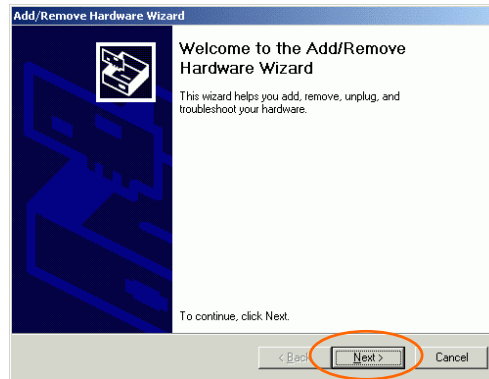 Add/Remove Hardware Wizard
Welcome to the Add/Remove
Hardware Wizard
This wizard helps you add, remove, unplug, and
troubleshoot your hardware.
To continue, click Next.
< Back
Next >
Cancel